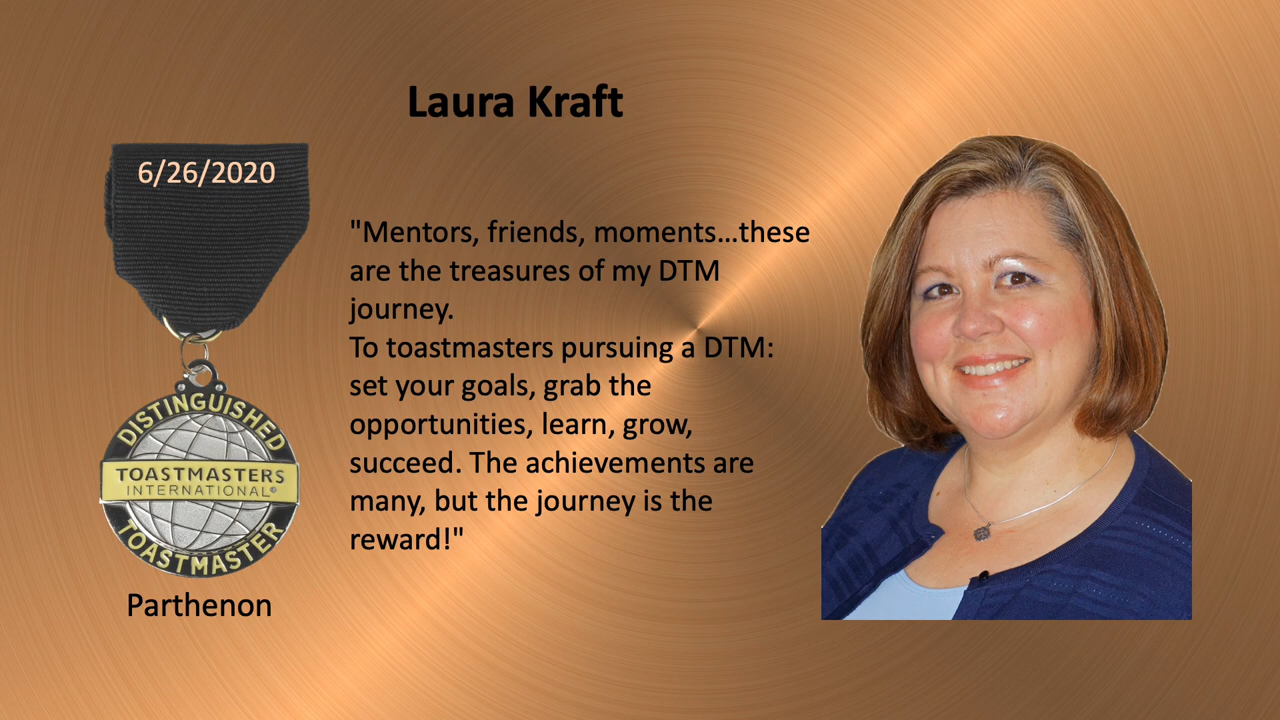 Laura Kraft
6/26/2020
"Mentors, friends, moments…these
are the treasures of my DTM
journey.
To toastmasters pursuing a DTM:
set your goals, grab the
opportunities, learn, grow,
succeed. The achievements are
many, but the journey is the
reward!"
DISTINGUISHED
TOASTMASTERS
INTERNATIONAL®
TOASTMASTER
Parthenon